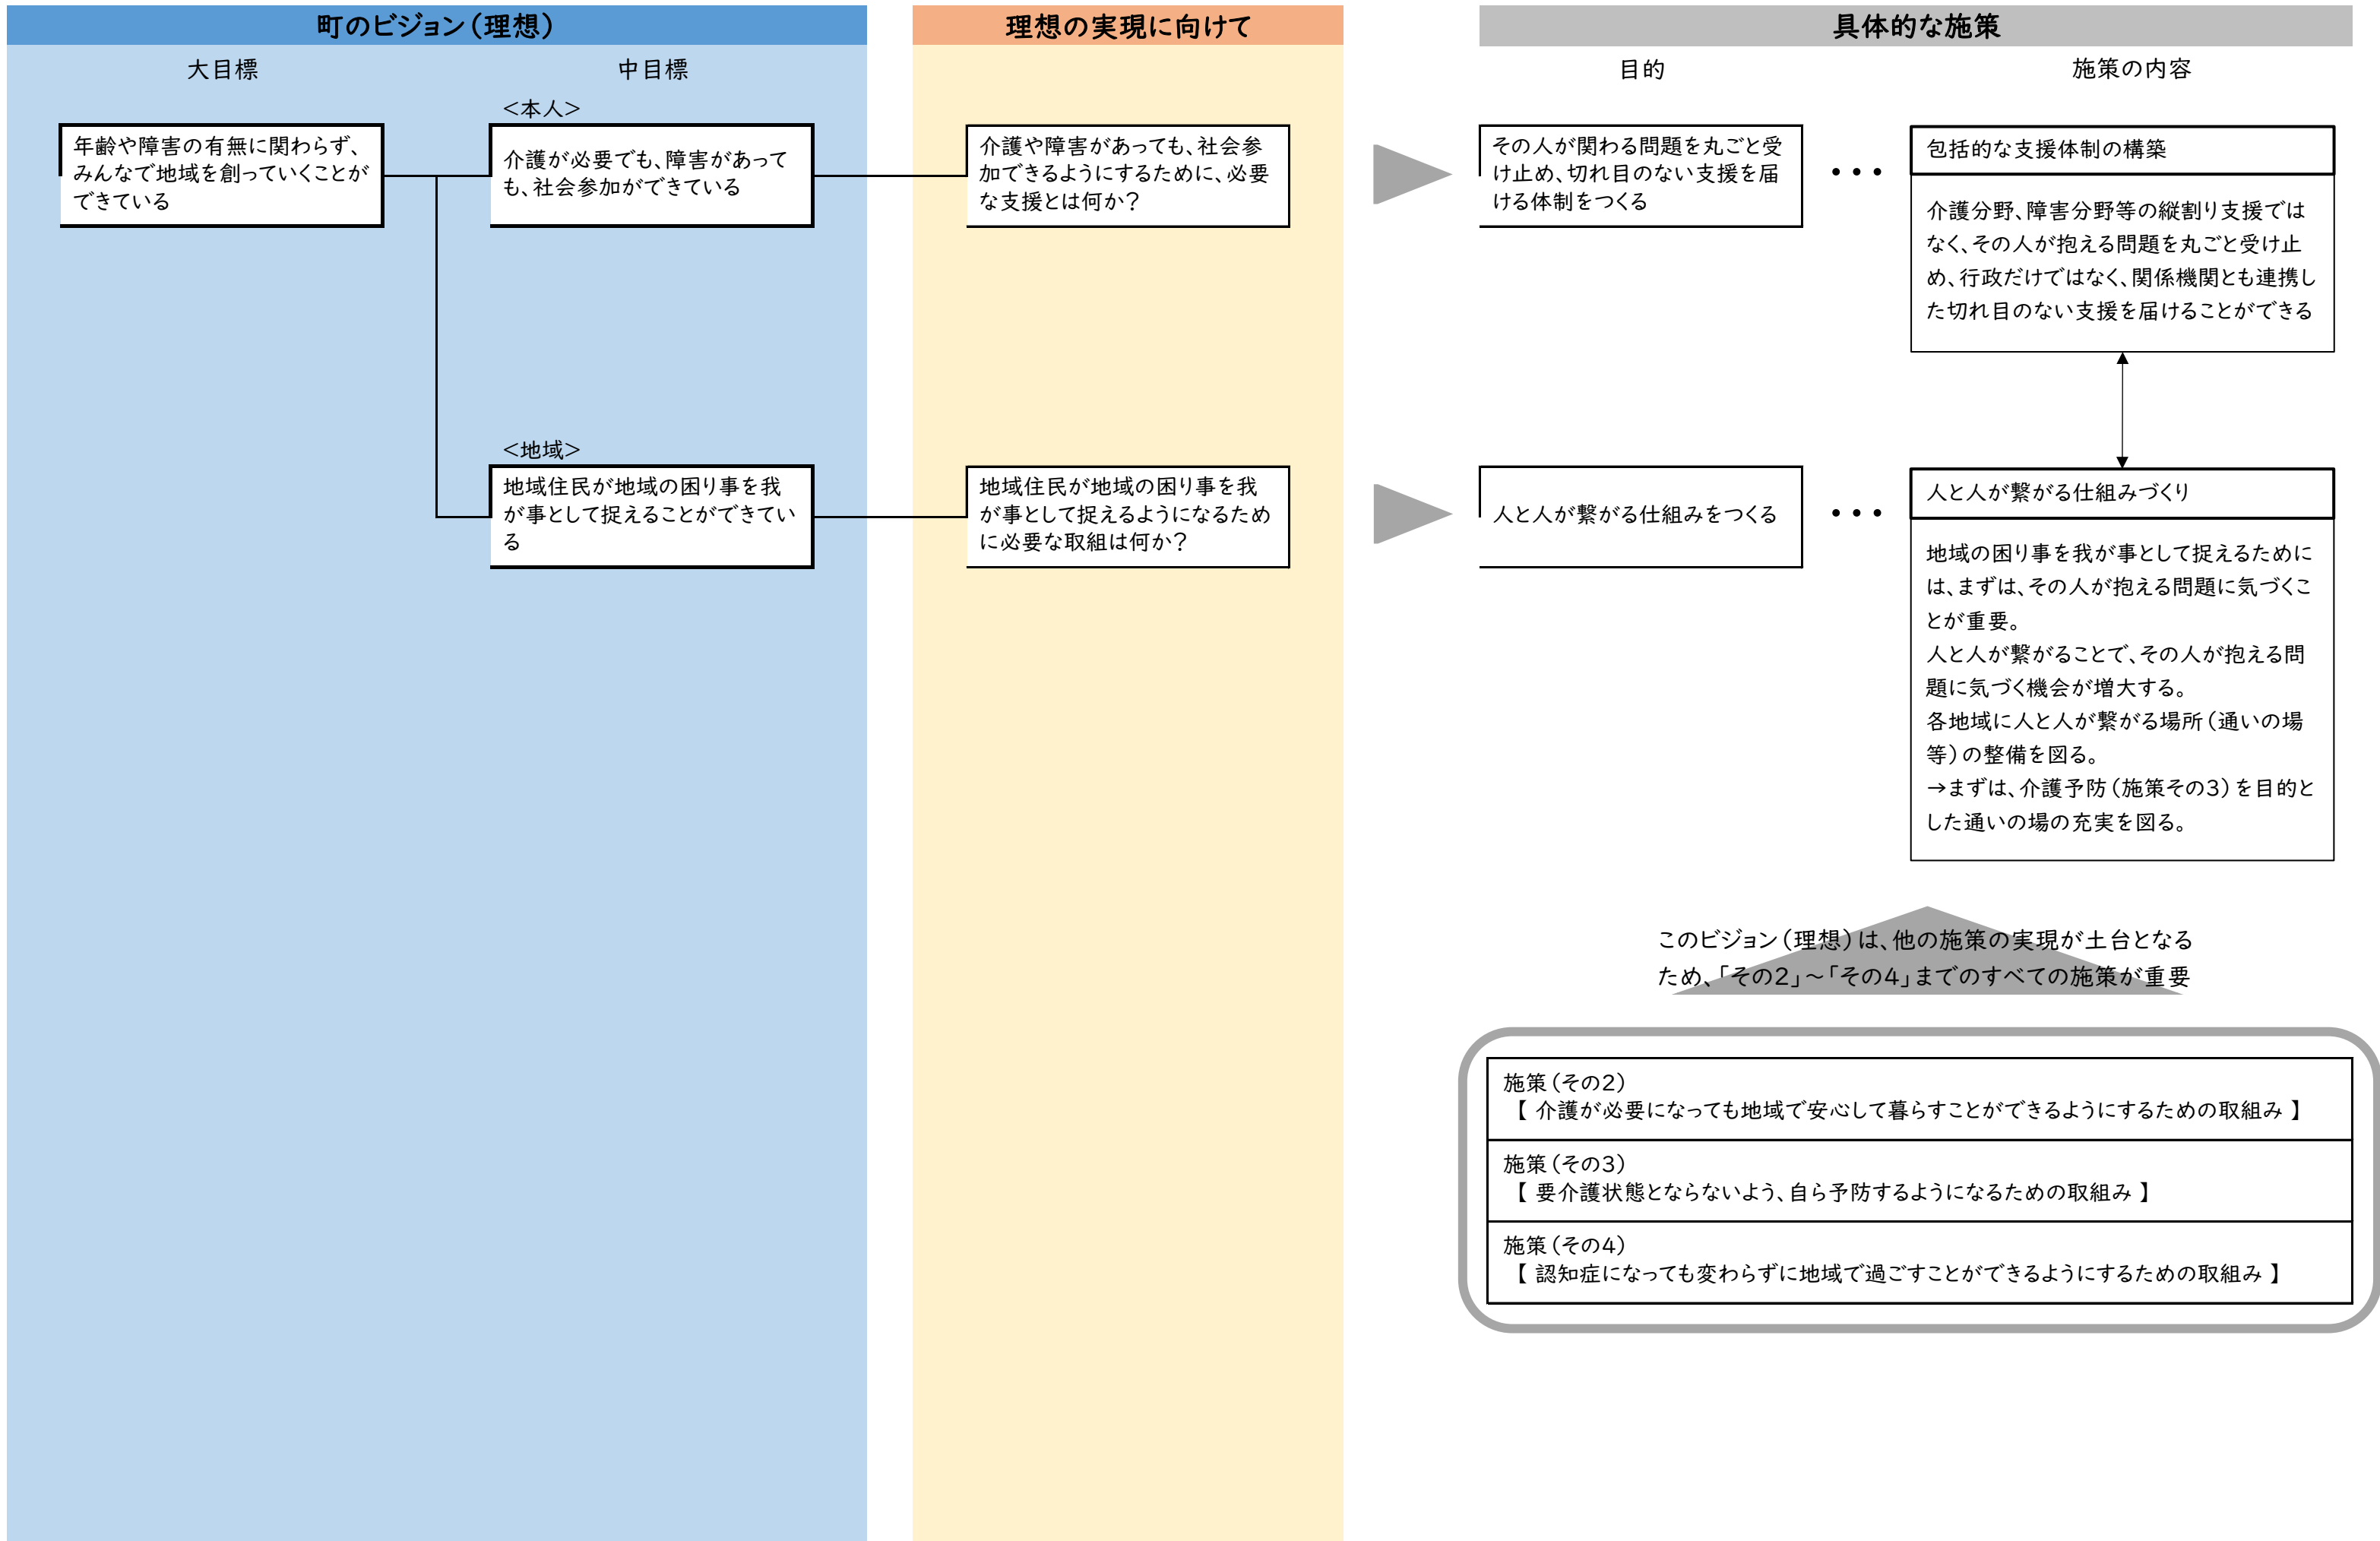 町のビジョン（理想）
大目標
中目標
<本人>
年齢や障害の有無に関わらず、
みんなで地域を創っていくことが
できている
介護が必要でも、障害があって
も、社会参加ができている
<地域>
地域住民が地域の困り事を我
が事として捉えることができてい
る
理想の実現に向けて
介護や障害があっても、社会参
加できるようにするために、必要
な支援とは何か？
地域住民が地域の困り事を我
が事として捉えるようになるため
に必要な取組は何か？
具体的な施策
目的
施策の内容
その人が関わる問題を丸ごと受
け止め、切れ目のない支援を届
ける体制をつくる
・・・
包括的な支援体制の構築
介護分野、障害分野等の縦割り支援では
なく、その人が抱える問題を丸ごと受け止
め、行政だけではなく、関係機関とも連携し
た切れ目のない支援を届けることができる
人と人が繋がる仕組みをつくる
・・・
人と人が繋がる仕組みづくり
地域の困り事を我が事として捉えるために
は、まずは、その人が抱える問題に気づくこ
とが重要。
人と人が繋がることで、その人が抱える問
題に気づく機会が増大する。
各地域に人と人が繋がる場所（通いの場
等）の整備を図る。
→まずは、介護予防（施策その3）を目的と
した通いの場の充実を図る。
このビジョン（理想）は、他の施策の実現が土台となる
ため、「その2」～「その4」までのすべての施策が重要
施策（その2）
【 介護が必要になっても地域で安心して暮らすことができるようにするための取組み 】
施策（その3）
【 要介護状態とならないよう、自ら予防するようになるための取組み 】
施策（その4）
【 認知症になっても変わらずに地域で過ごすことができるようにするための取組み 】